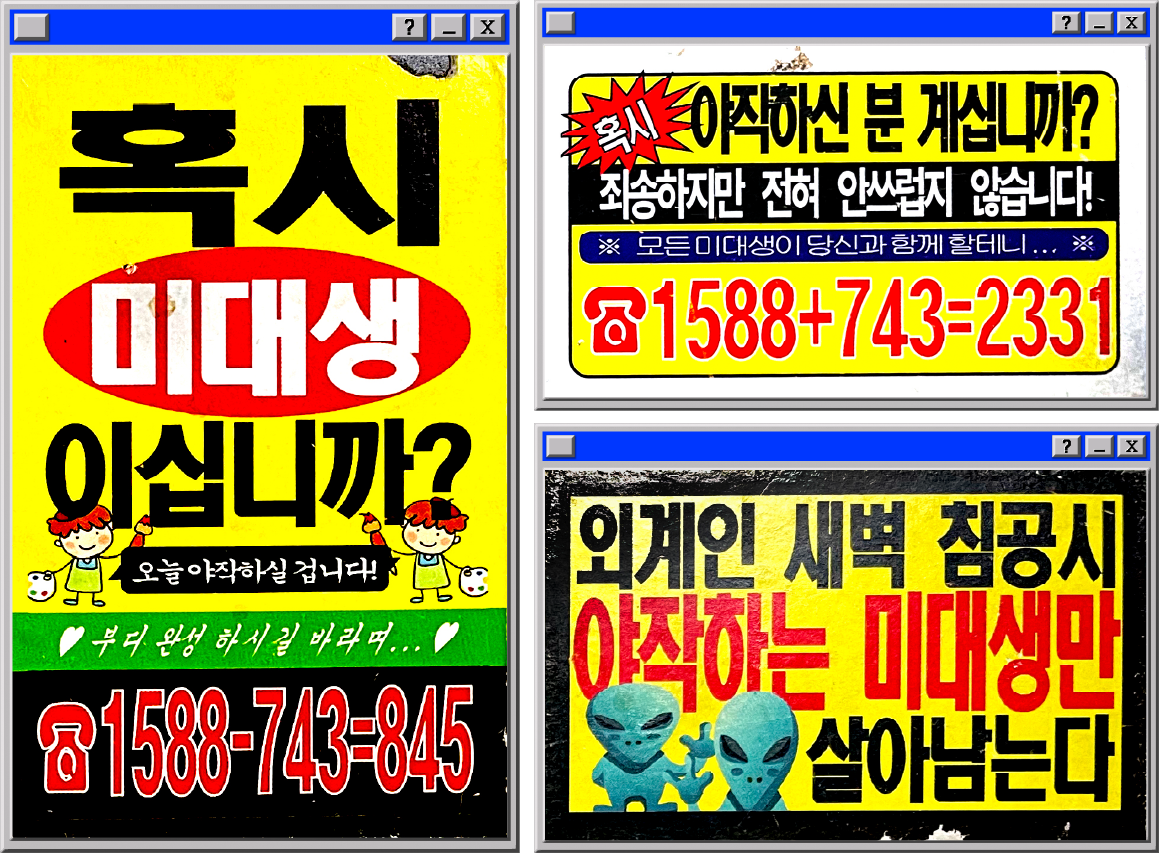 혹시
미대생
이십니까?
오늘 야작하실 겁니다!
부디 완성 하시길 바라며...
☎1588-743=845
혹시 야작하신 분 계십니까?
죄송하지만 전혀 안쓰럽지 않습니다!
※ 모든 미대생이 당신과 함께 할테니... ※
☎1588+743=2331
외계인 새벽 침공시
야작하는 미대생만
살아남는다